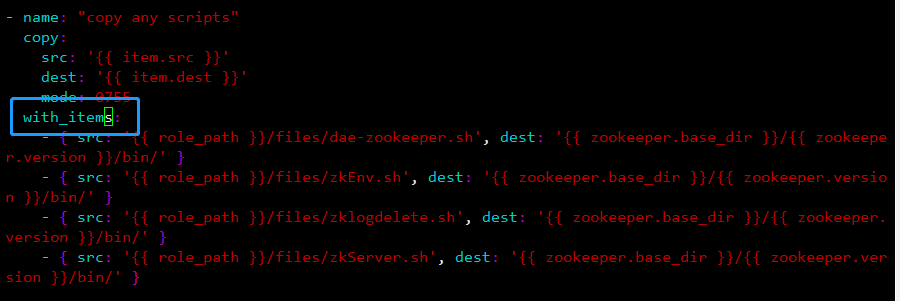 - name: "copy any scripts"
  copy:
    src: '{{ item.src }}'
    dest: '{{ item.dest }}'
    mode: 0755
  with_items:
    - { src: '{{ role_path }}/files/dae-zookeeper.sh', dest: '{{ zookeeper.base_dir }}/{{ zookeepe
r.version }}/bin/' }
    - { src: '{{ role_path }}/files/zkEnv.sh', dest: '{{ zookeeper.base_dir }}/{{ zookeeper.versio
n }}/bin/' }
    - { src: '{{ role_path }}/files/zklogdelete.sh', dest: '{{ zookeeper.base_dir }}/{{ zookeeper.
version }}/bin/' }
    - { src: '{{ role_path }}/files/zkServer.sh', dest: '{{ zookeeper.base_dir }}/{{ zookeeper.ver
sion }}/bin/' }